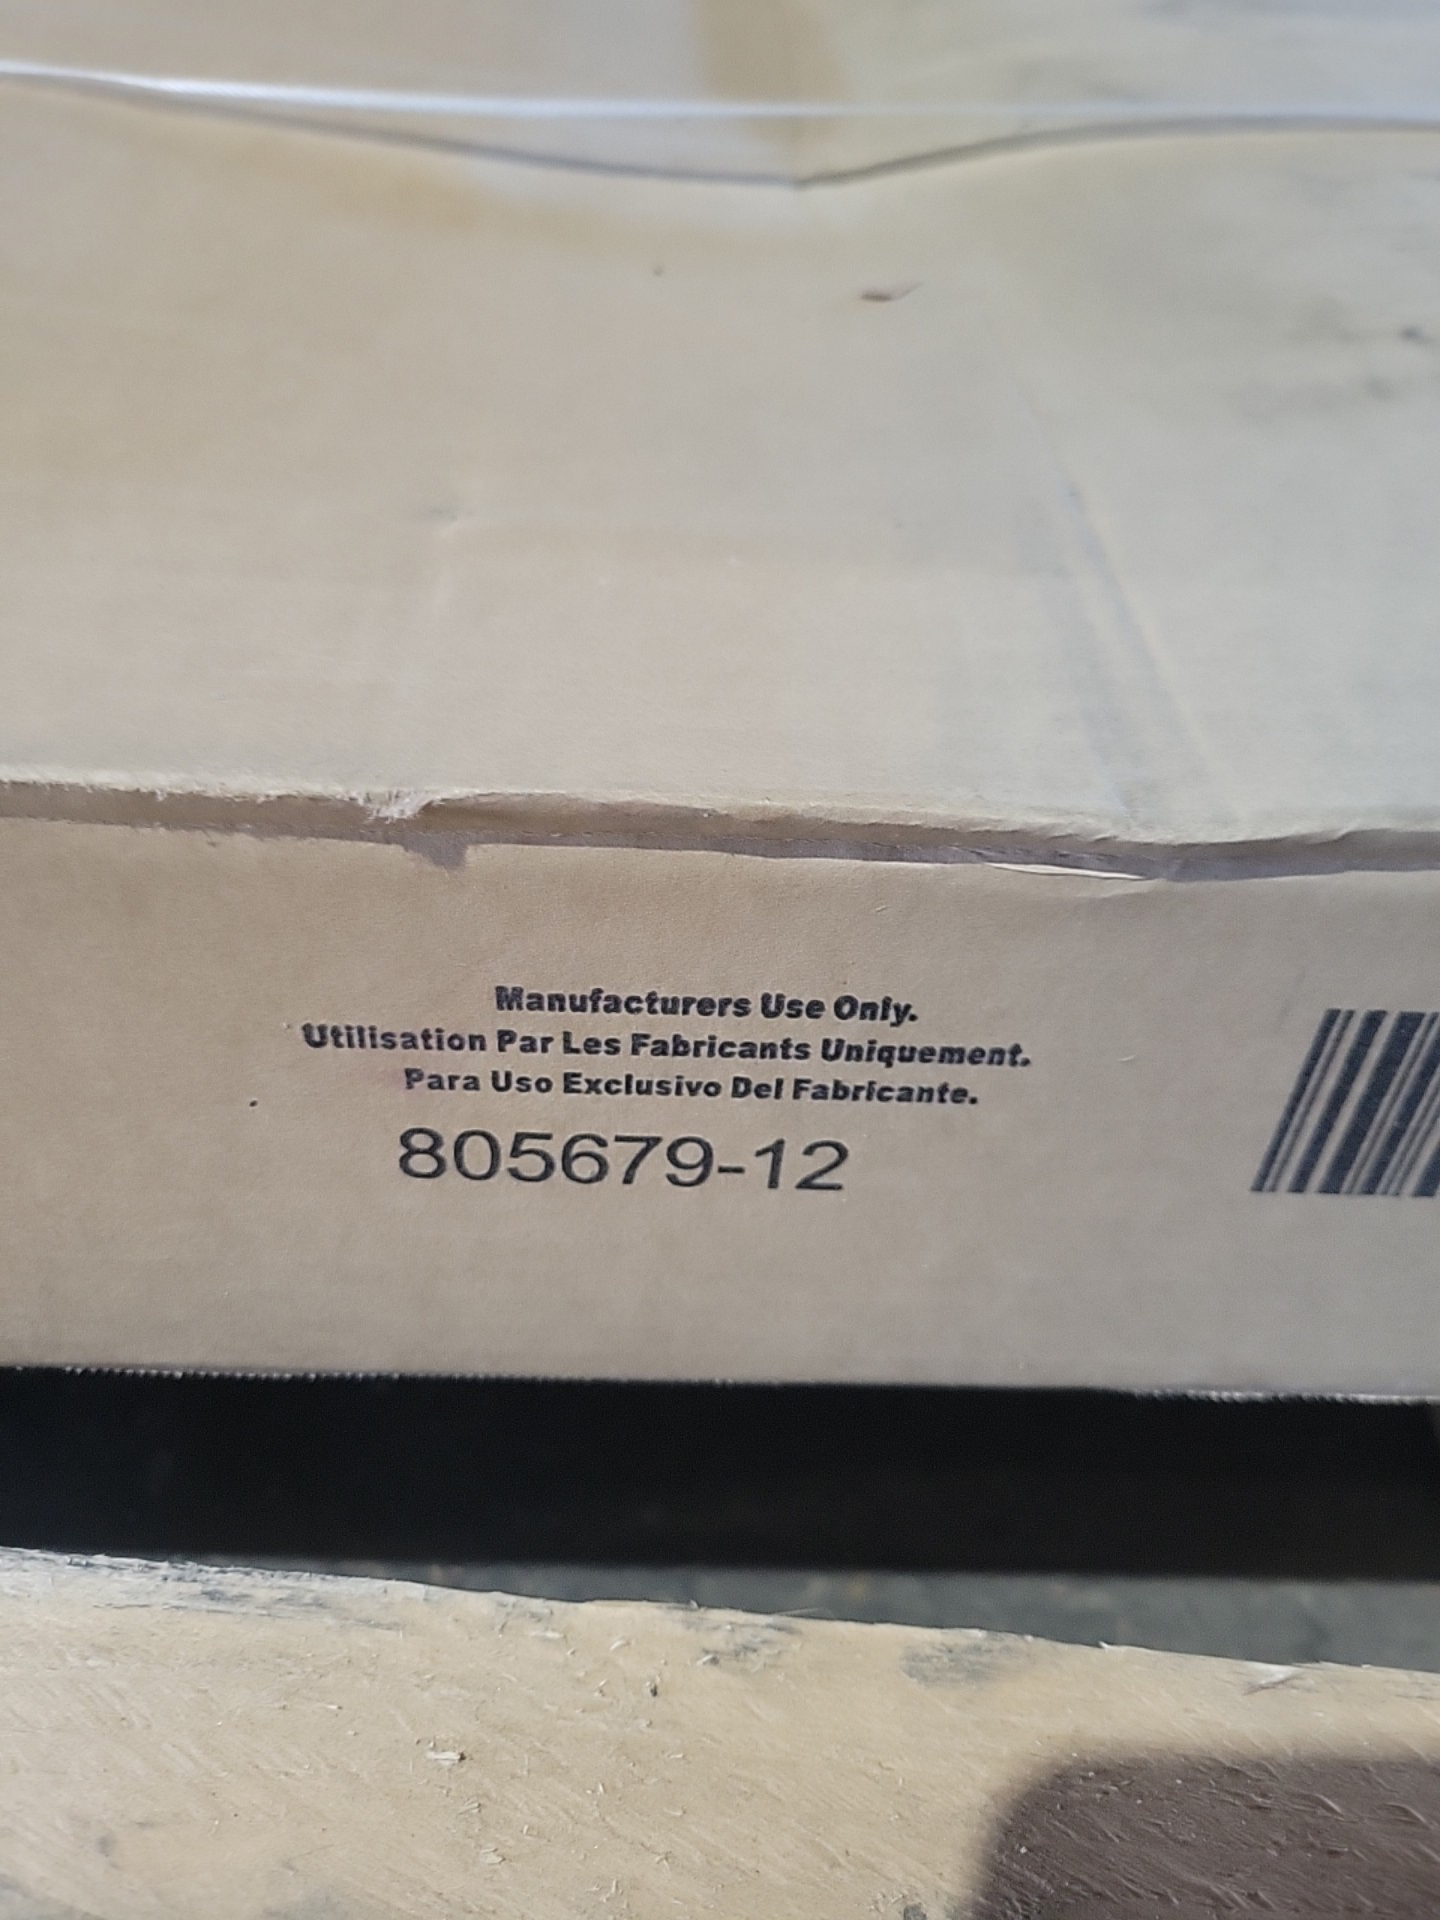 Manufacturers Use Only.
Utilisation Par Les Fabricants Uniquement.
Para Uso Exclusivo Del Fabricante.
805679-12